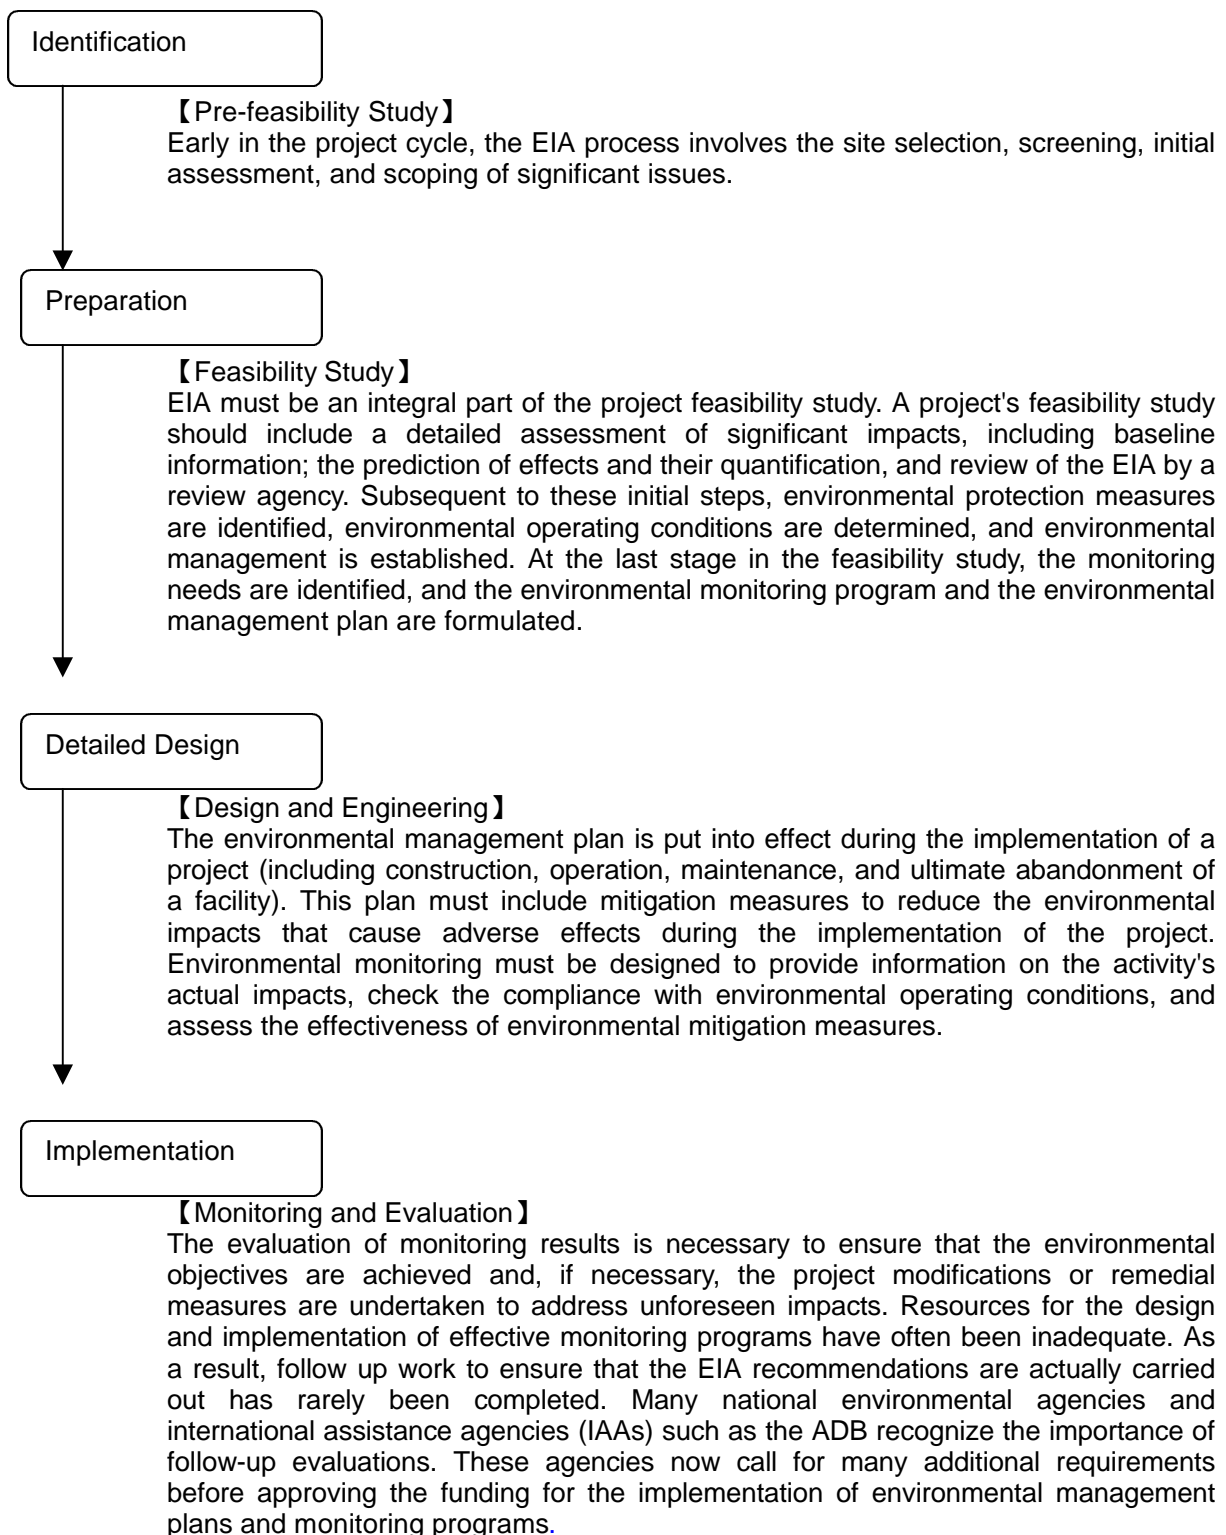 Identification
【Pre-feasibility Study】
Early in the project cycle, the EIA process involves the site selection, screening, initial
assessment, and scoping of significant issues.
Preparation
【Feasibility Study】
EIA must be an integral part of the project feasibility study. A project's feasibility study
should include a detailed assessment of significant impacts, including baseline
information; the prediction of effects and their quantification, and review of the EIA by a
review agency. Subsequent to these initial steps, environmental protection measures
are identified, environmental operating conditions are determined, and environmental
management is established. At the last stage in the feasibility study, the monitoring
needs are identified, and the environmental monitoring program and the environmental
management plan are formulated.
Detailed Design
【Design and Engineering】
The environmental management plan is put into effect during the implementation of a
project (including construction, operation, maintenance, and ultimate abandonment of
a facility). This plan must include mitigation measures to reduce the environmental
impacts that cause adverse effects during the implementation of the project.
Environmental monitoring must be designed to provide information on the activity's
actual impacts, check the compliance with environmental operating conditions, and
assess the effectiveness of environmental mitigation measures.
Implementation
【Monitoring and Evaluation】
The evaluation of monitoring results is necessary to ensure that the environmental
objectives are achieved and, if necessary, the project modifications or remedial
measures are undertaken to address unforeseen impacts. Resources for the design
and implementation of effective monitoring programs have often been inadequate. As
a result, follow up work to ensure that the EIA recommendations are actually carried
out has rarely been completed. Many national environmental agencies and
international assistance agencies (IAAs) such as the ADB recognize the importance of
follow-up evaluations. These agencies now call for many additional requirements
before approving the funding for the implementation of environmental management
plans and monitoring programs.